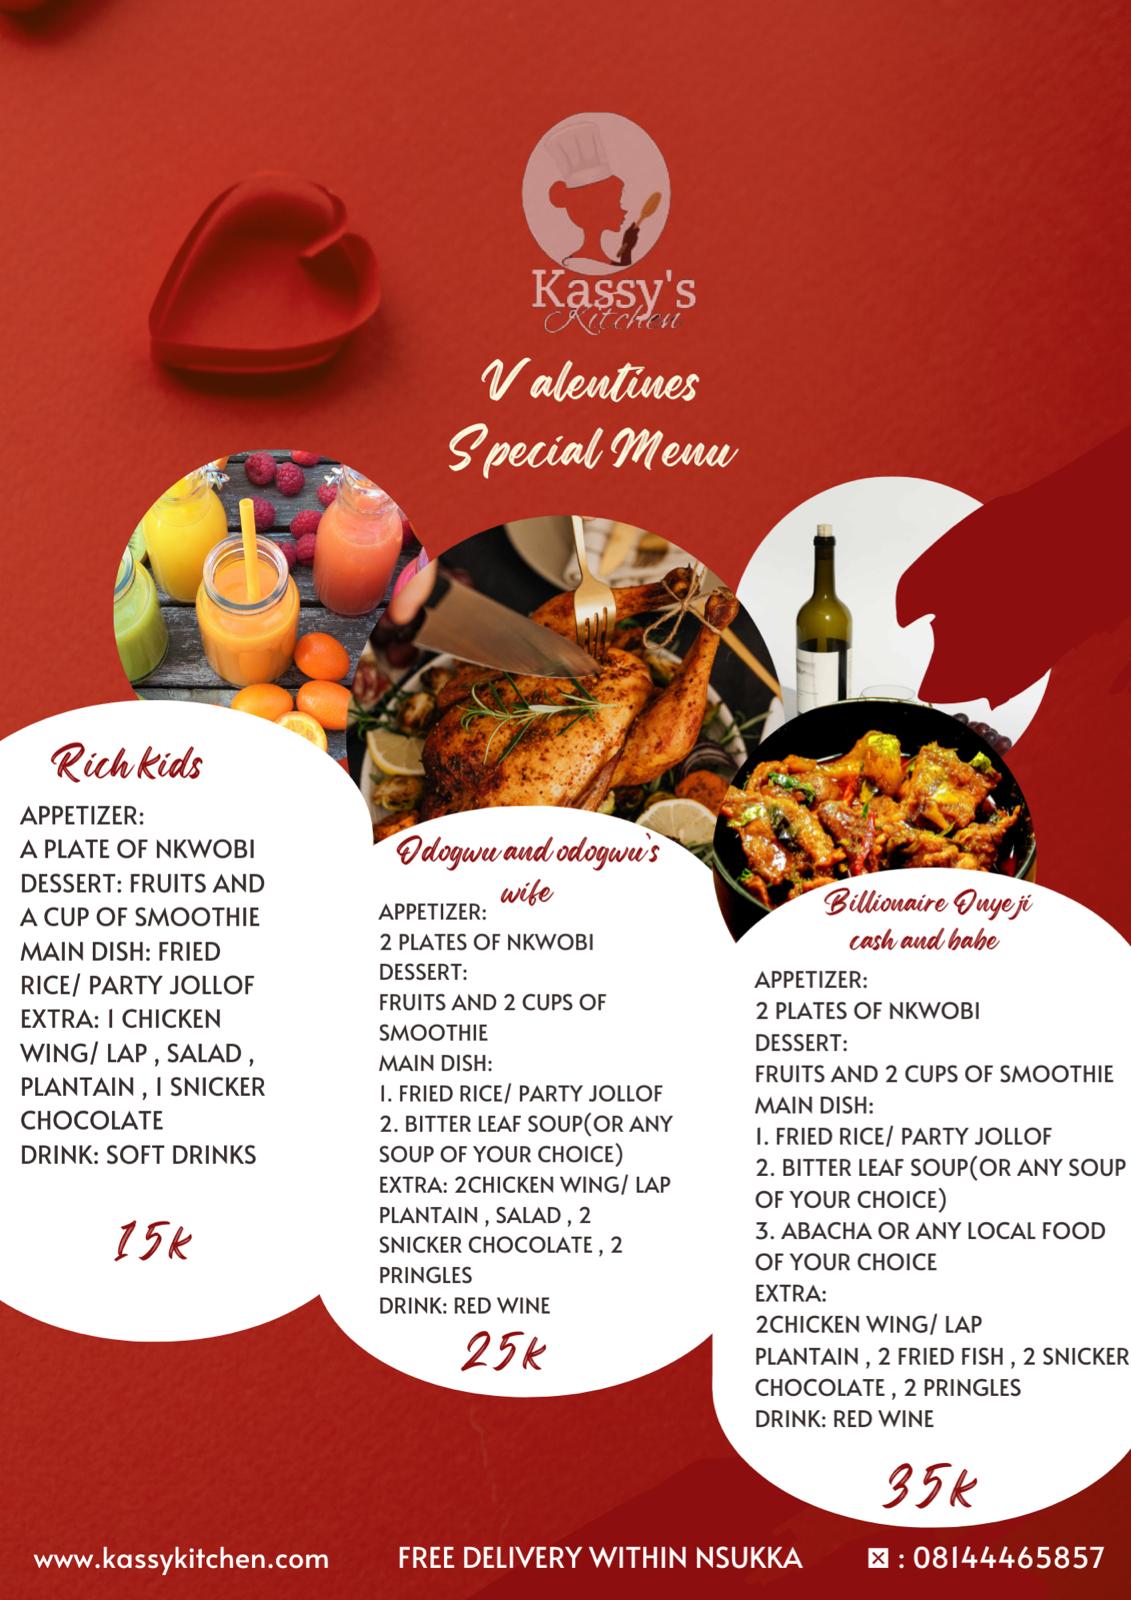 Kassy's
Kitchen
Valentines
Special Menu
Rich kids
APPETIZER:
A PLATE OF NKWOBI
DESSERT: FRUITS AND
A CUP OF SMOOTHIE
MAIN DISH: FRIED
RICE/ PARTY JOLLOF
EXTRA: 1 CHICKEN
WING/ LAP , SALAD ,
PLANTAIN , 1 SNICKER
CHOCOLATE
DRINK: SOFT DRINKS
15k
Odogwu and odogwu's
wife
APPETIZER:
2 PLATES OF NKWOBI
DESSERT:
FRUITS AND 2 CUPS OF
SMOOTHIE
MAIN DISH:
1. FRIED RICE/ PARTY JOLLOF
2. BITTER LEAF SOUP(OR ANY
SOUP OF YOUR CHOICE)
EXTRA: 2CHICKEN WING/ LAP
PLANTAIN , SALAD , 2
SNICKER CHOCOLATE , 2
PRINGLES
DRINK: RED WINE
25k
Billionaire Onyeji
cash and babe
APPETIZER:
2 PLATES OF NKWOBI
DESSERT:
FRUITS AND 2 CUPS OF SMOOTHIE
MAIN DISH:
1. FRIED RICE/ PARTY JOLLOF
2. BITTER LEAF SOUP(OR ANY SOUP
OF YOUR CHOICE)
3. ABACHA OR ANY LOCAL FOOD
OF YOUR CHOICE
EXTRA:
2CHICKEN WING/ LAP
PLANTAIN , 2 FRIED FISH , 2 SNICKER
CHOCOLATE , 2 PRINGLES
DRINK: RED WINE
35k
www.kassykitchen.com
FREE DELIVERY WITHIN NSUKKA
: 08144465857